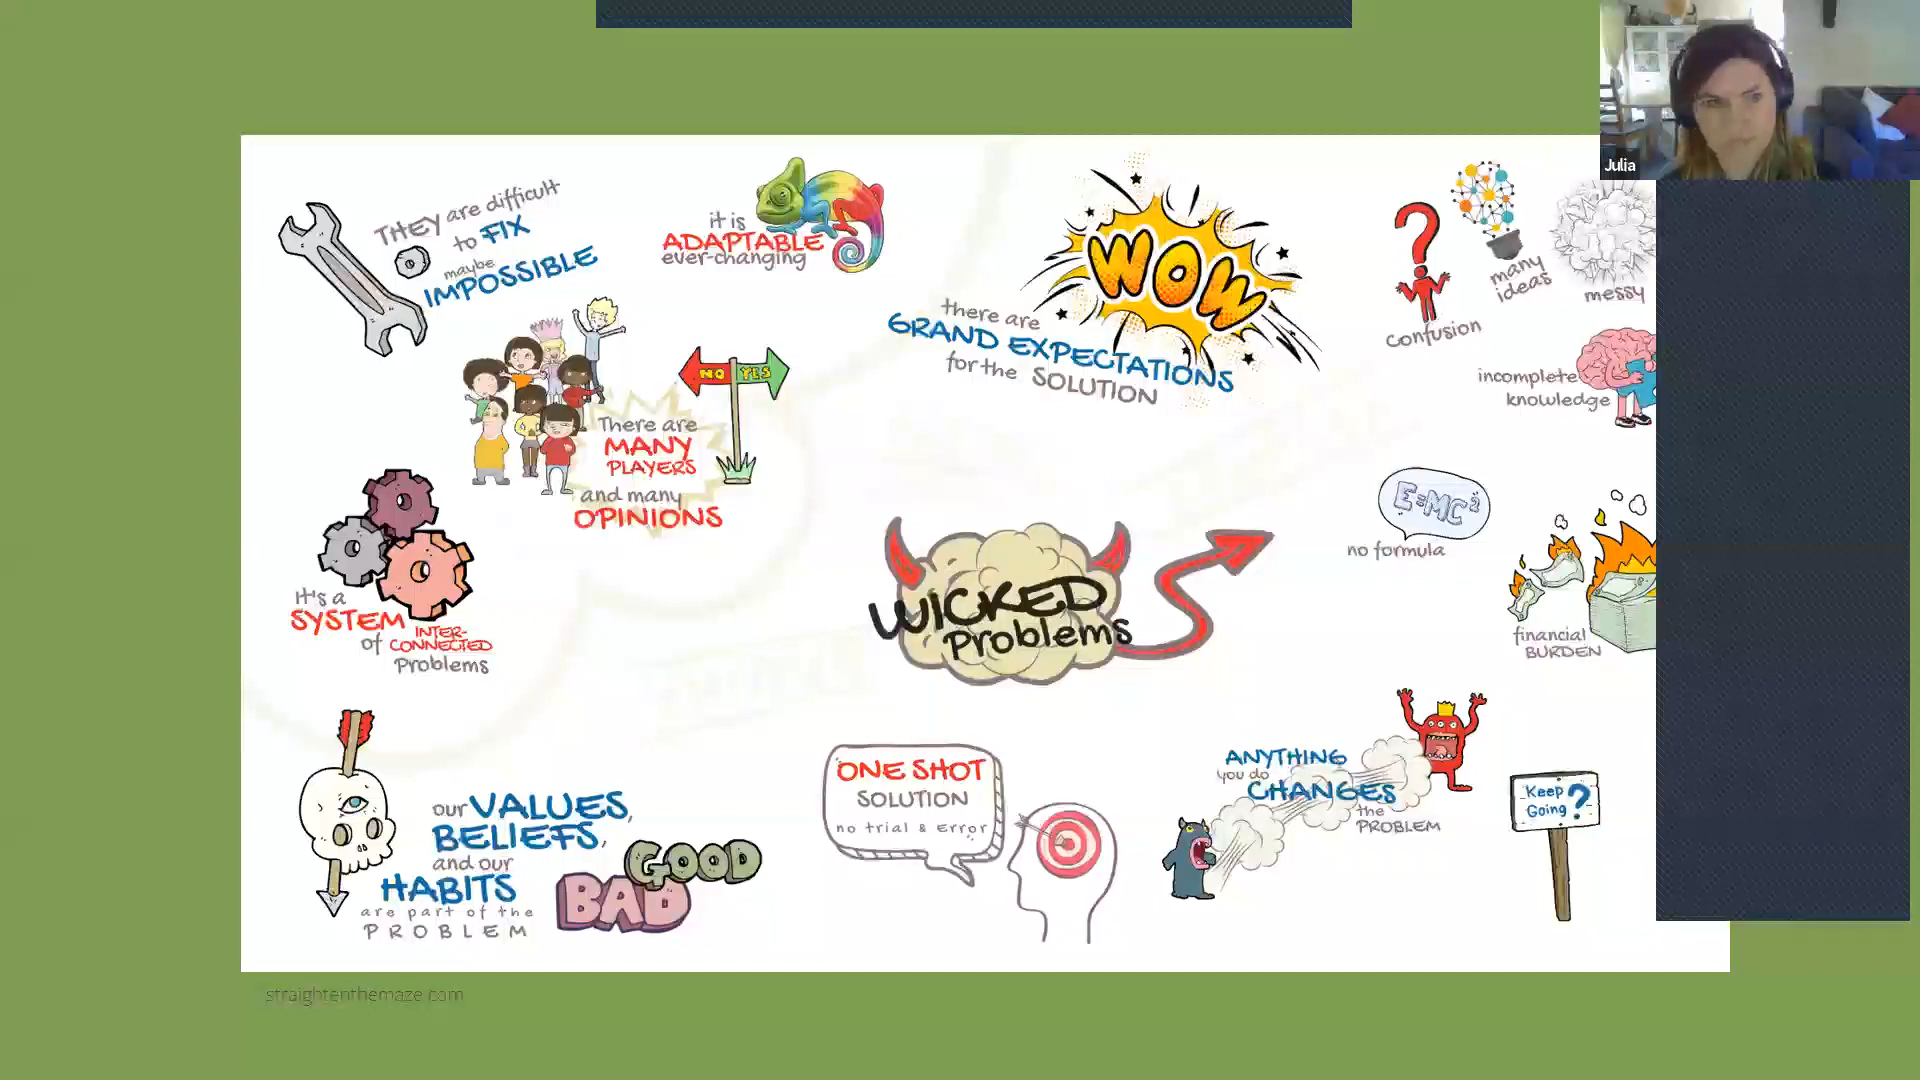 Julia
THEY are difficult
to FIX
maybe
IMPOSSIBLE
it is
ADAPTABLE
ever-changing
WOW
there are
GRAND EXPECTATIONS
for the SOLUTION
confusion
many
ideas
messy
incomplete
knowledge
NO YES
There are
MANY
PLAYERS
and many
OPINIONS
E=MC²
no formula
financial
BURDEN
it's a
SYSTEM
of INTER-
CONNECTED
Problems
WICKED
Problems
our VALUES,
BELIEFS,
and our
HABITS
are part of the
PROBLEM
GOOD
BAD
ONE SHOT
SOLUTION
no trial & Error
ANYTHING
you do
CHANGES
the
PROBLEM
Keep
Going ?
straightenthemaze.com